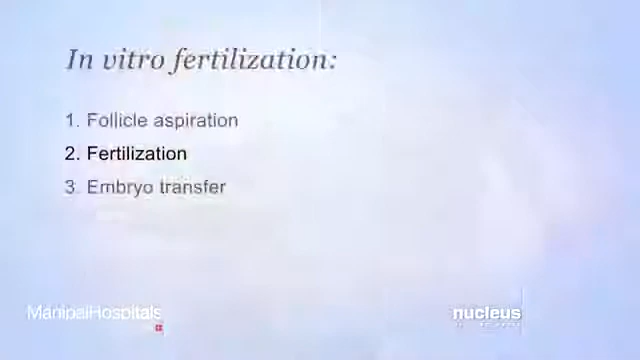 In vitro fertilization:
1. Follicle aspiration
2. Fertilization
3. Embryo transfer
ManipalHospitals
nucleus